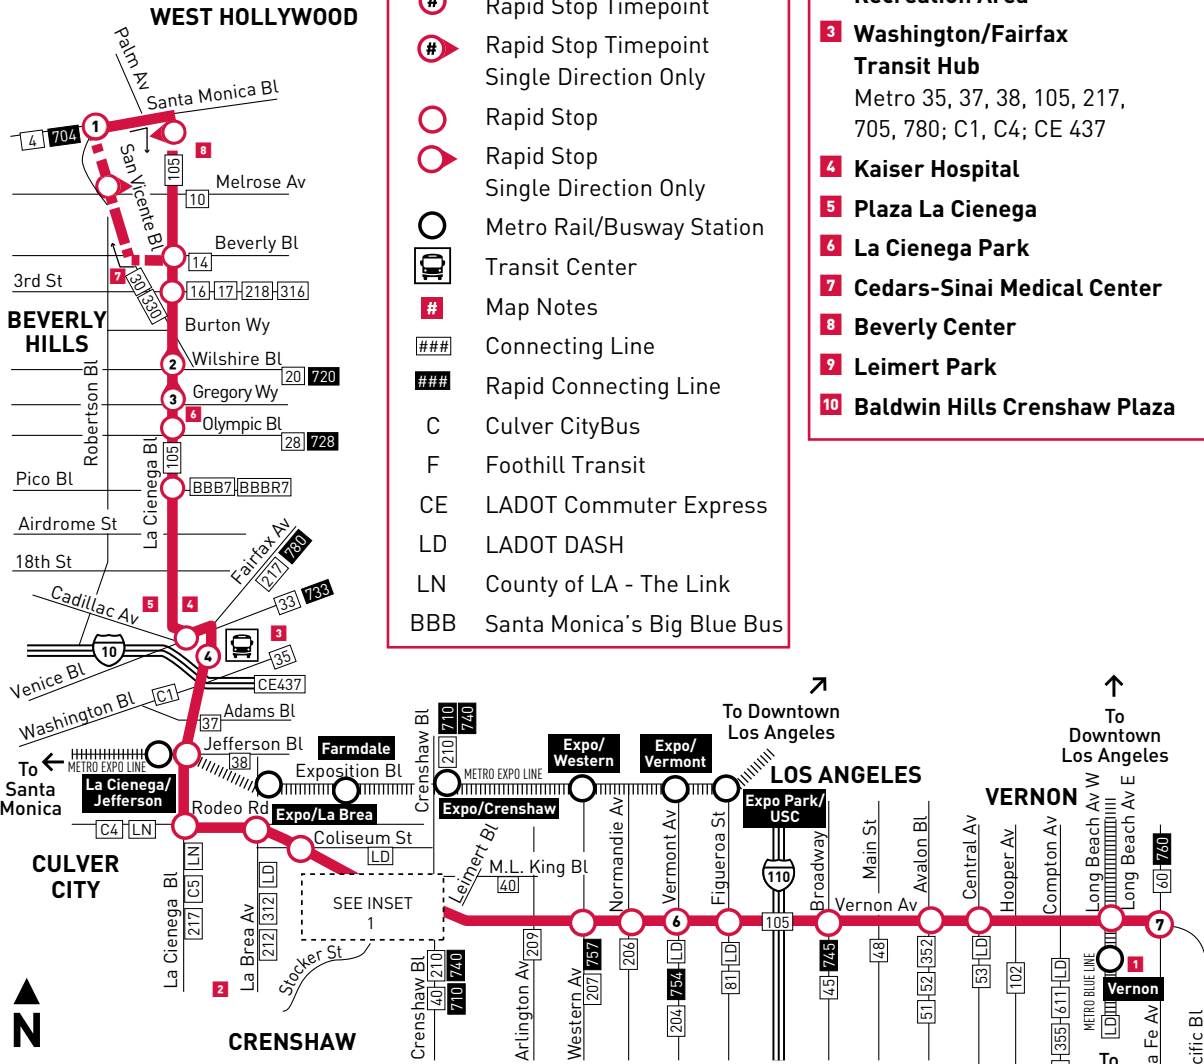 WEST HOLLYWOOD
Palm Av
Santa Monica Bl
1
4 704
San Vicente Bl
105
8
Melrose Av
10
Beverly Bl
14
7
30 330
3rd St
16 17 218 316
BEVERLY
HILLS
Burton Wy
Robertson Bl
2
Wilshire Bl
20 720
3
Gregory Wy
6
Olympic Bl
28 728
La Cienega Bl
105
Pico Bl
BBB7 BBBR7
Airdrome St
18th St
Fairfax Av
217 780
Cadillac Av
5
4
33 733
3
10
4
35
Venice Bl
CE437
Washington Bl
C1
37
Adams Bl
Jefferson Bl
38
To
Santa
Monica
METRO EXPO LINE
La Cienega/
Jefferson
Farmdale
Exposition Bl
Expo/La Brea
Crenshaw Bl
210
710
740
METRO EXPO LINE
Expo/Crenshaw
Expo/
Western
Expo/
Vermont
Expo Park/
USC
To Downtown
Los Angeles
LOS ANGELES
VERNON
To
Downtown
Los Angeles
Rodeo Rd
C4 LN
Coliseum St
LD
CULVER
CITY
La Cienega Bl
217 C5 LN
La Brea Av
212 312 LD
2
SEE INSET
1
Stocker St
CRENSHAW
N
Leimert Bl
M.L. King Bl
40
Crenshaw Bl
40 210
710 740
Arlington Av
209
Western Av
207 757
Normandie Av
206
Vermont Av
6
204 754 LD
Figueroa St
81 LD
105
110
Broadway
45 745
Vernon Av
Main St
48
Avalon Bl
51 52 352
Central Av
53 LD
Hooper Av
102
Compton Av
355 611 LD
Long Beach Av W
Long Beach Av E
METRO BLUE LINE
1
Vernon
LD
To
60 760
7
a Fe Av
cific Bl
#
Rapid Stop Timepoint
#
Rapid Stop Timepoint
Single Direction Only
Rapid Stop
Rapid Stop
Single Direction Only
Metro Rail/Busway Station
Transit Center
# Map Notes
### Connecting Line
### Rapid Connecting Line
C Culver CityBus
F Foothill Transit
CE LADOT Commuter Express
LD LADOT DASH
LN County of LA - The Link
BBB Santa Monica's Big Blue Bus
Recreation Area
3 Washington/Fairfax
Transit Hub
Metro 35, 37, 38, 105, 217,
705, 780; C1, C4; CE 437
4 Kaiser Hospital
5 Plaza La Cienega
6 La Cienega Park
7 Cedars-Sinai Medical Center
8 Beverly Center
9 Leimert Park
10 Baldwin Hills Crenshaw Plaza